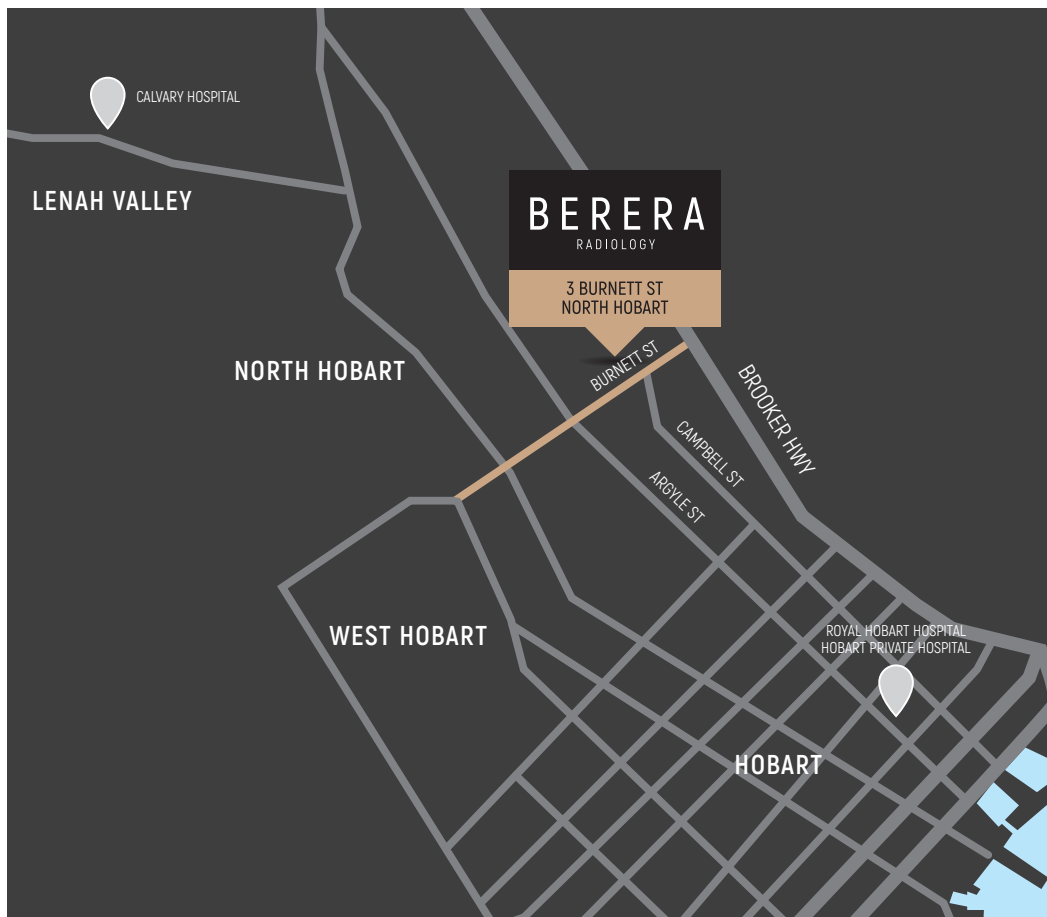 CALVARY HOSPITAL
LENAH VALLEY
BERERA
RADIOLOGY
3 BURNETT ST
NORTH HOBART
BURNETT ST
NORTH HOBART
BROOKER HWY
CAMPBELL ST
ARGYLE ST
WEST HOBART
ROYAL HOBART HOSPITAL
HOBART PRIVATE HOSPITAL
HOBART